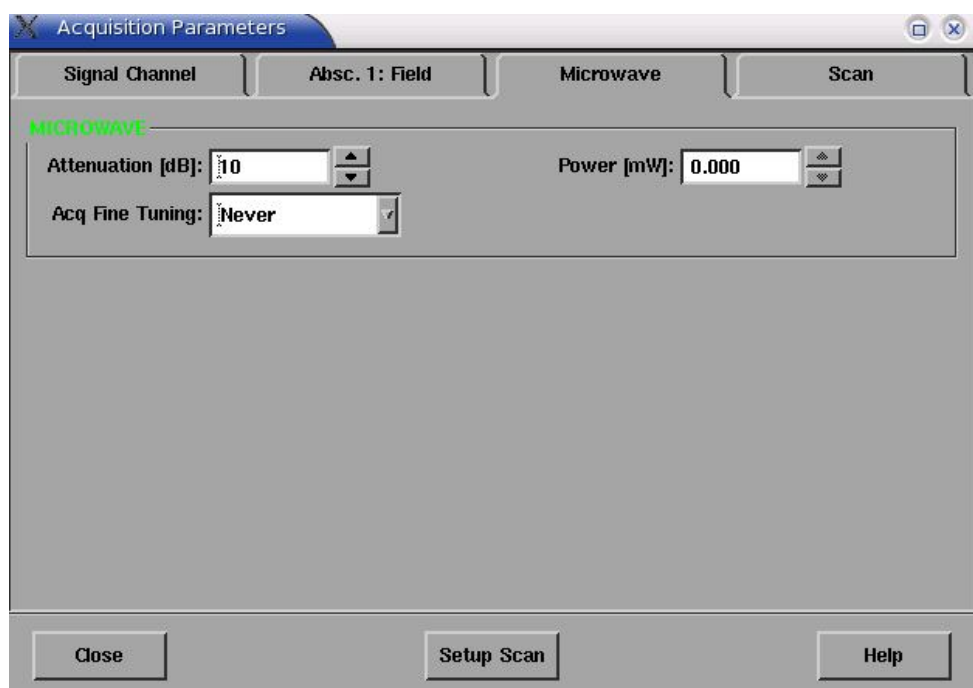 Acquisition Parameters
Signal Channel
Absc. 1: Field
Microwave
Scan
MICROWAVE
Attenuation [dB]: 10
Power [mW]: 0.000
Acq Fine Tuning: Never
Close
Setup Scan
Help